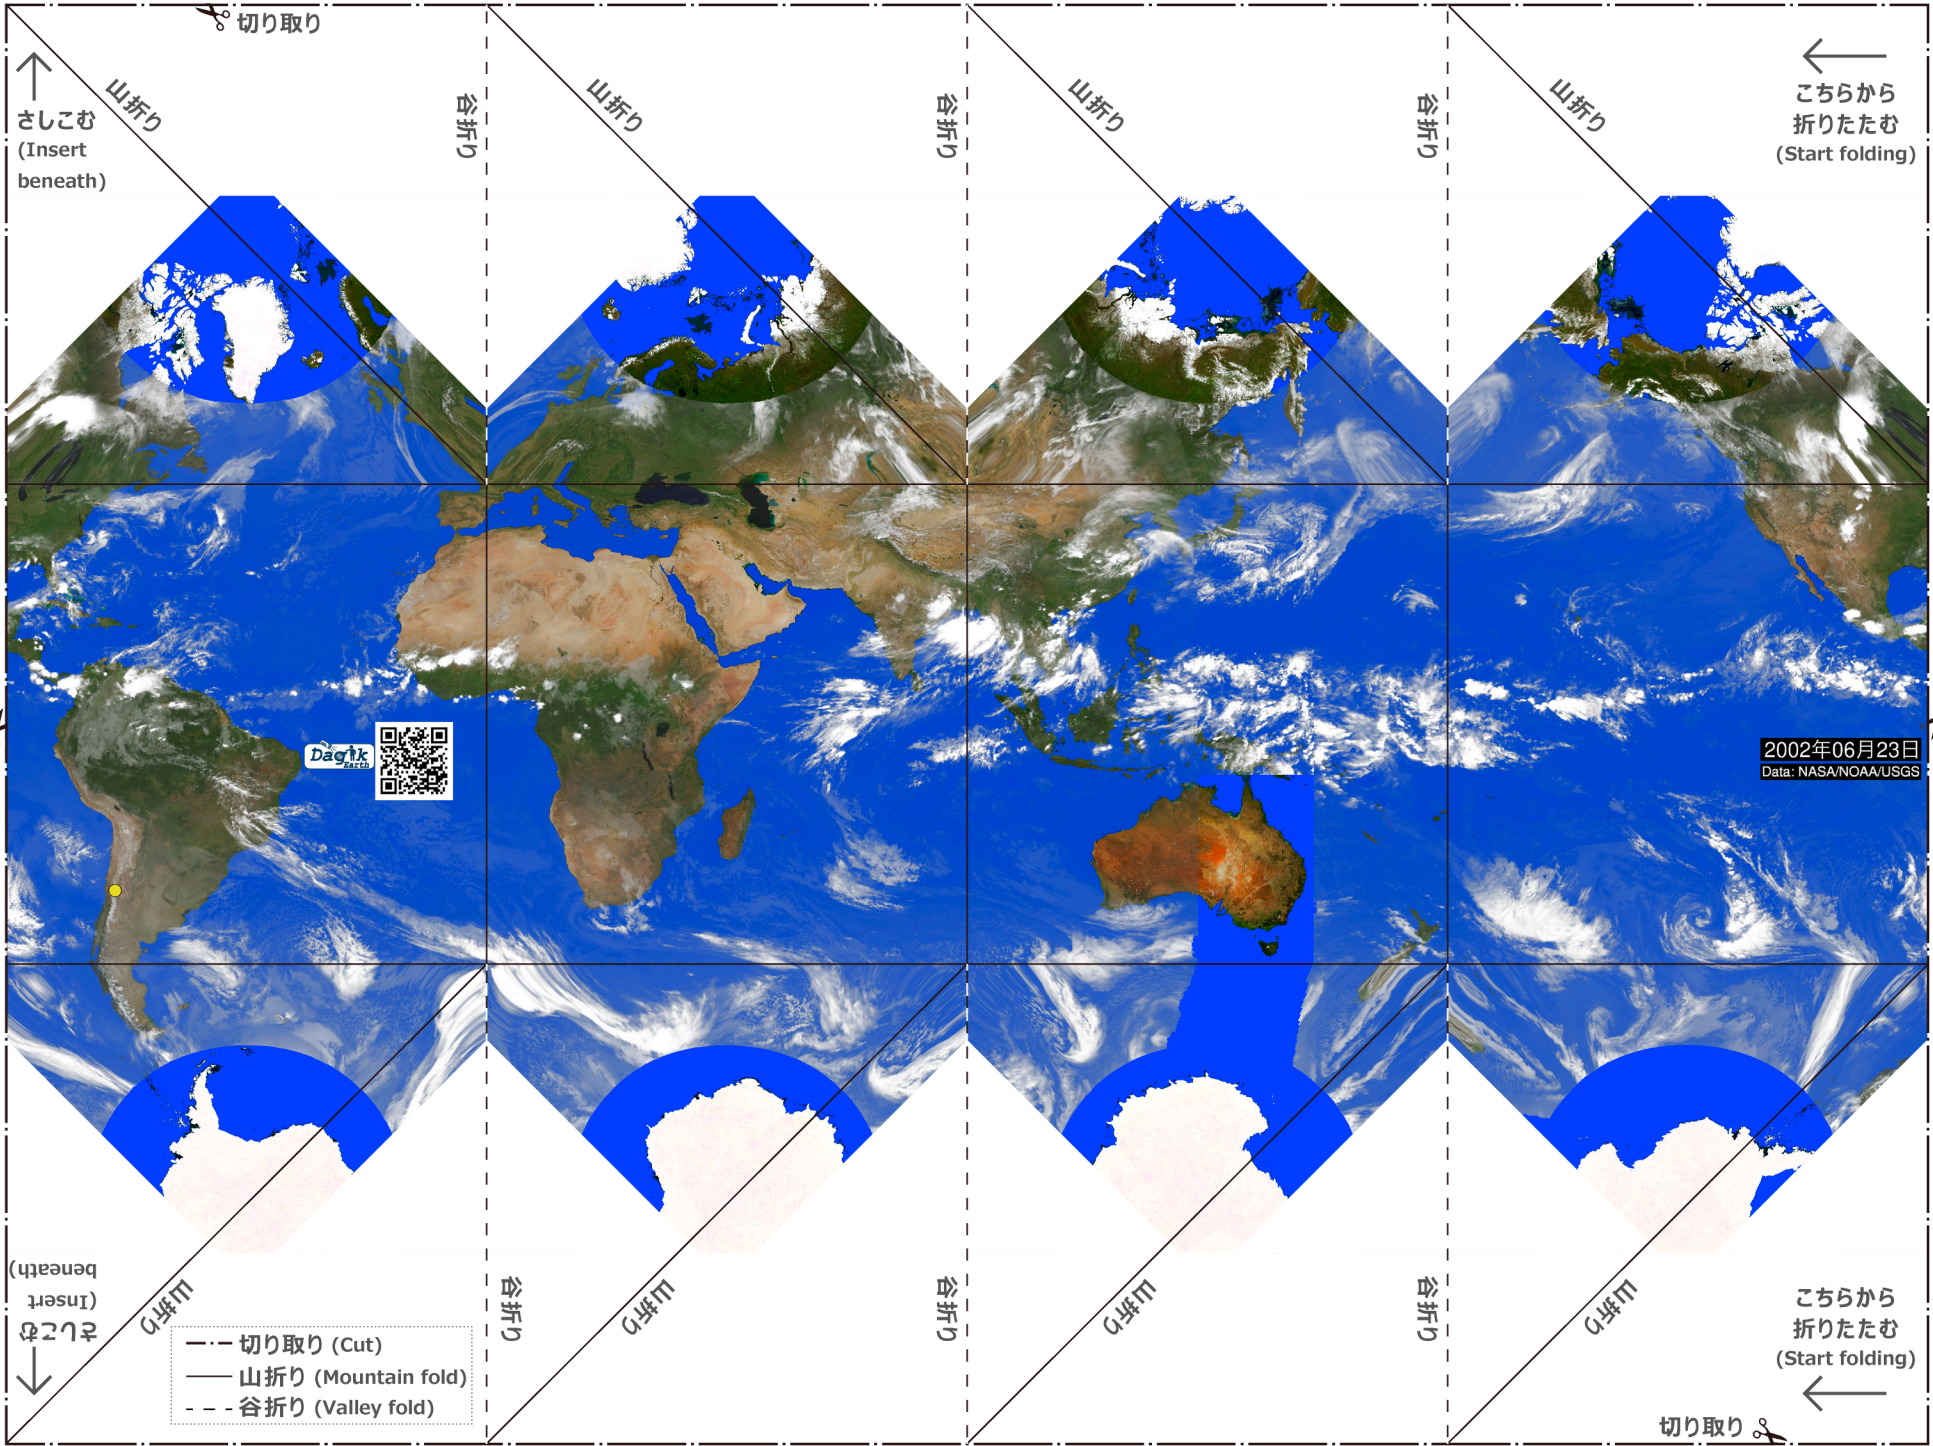 切り取り
山折り
谷折り
山折り
谷折り
山折り
谷折り
山折り
さしこむ
(Insert
beneath)
こちらから
折りたたむ
(Start folding)
Dagik
Earth
2002年06月23日
Data: NASA/NOAA/USGS
さしこむ
(Insert
beneath)
山折り
谷折り
山折り
谷折り
山折り
谷折り
山折り
こちらから
折りたたむ
(Start folding)
切り取り (Cut)
山折り (Mountain fold)
谷折り (Valley fold)
切り取り